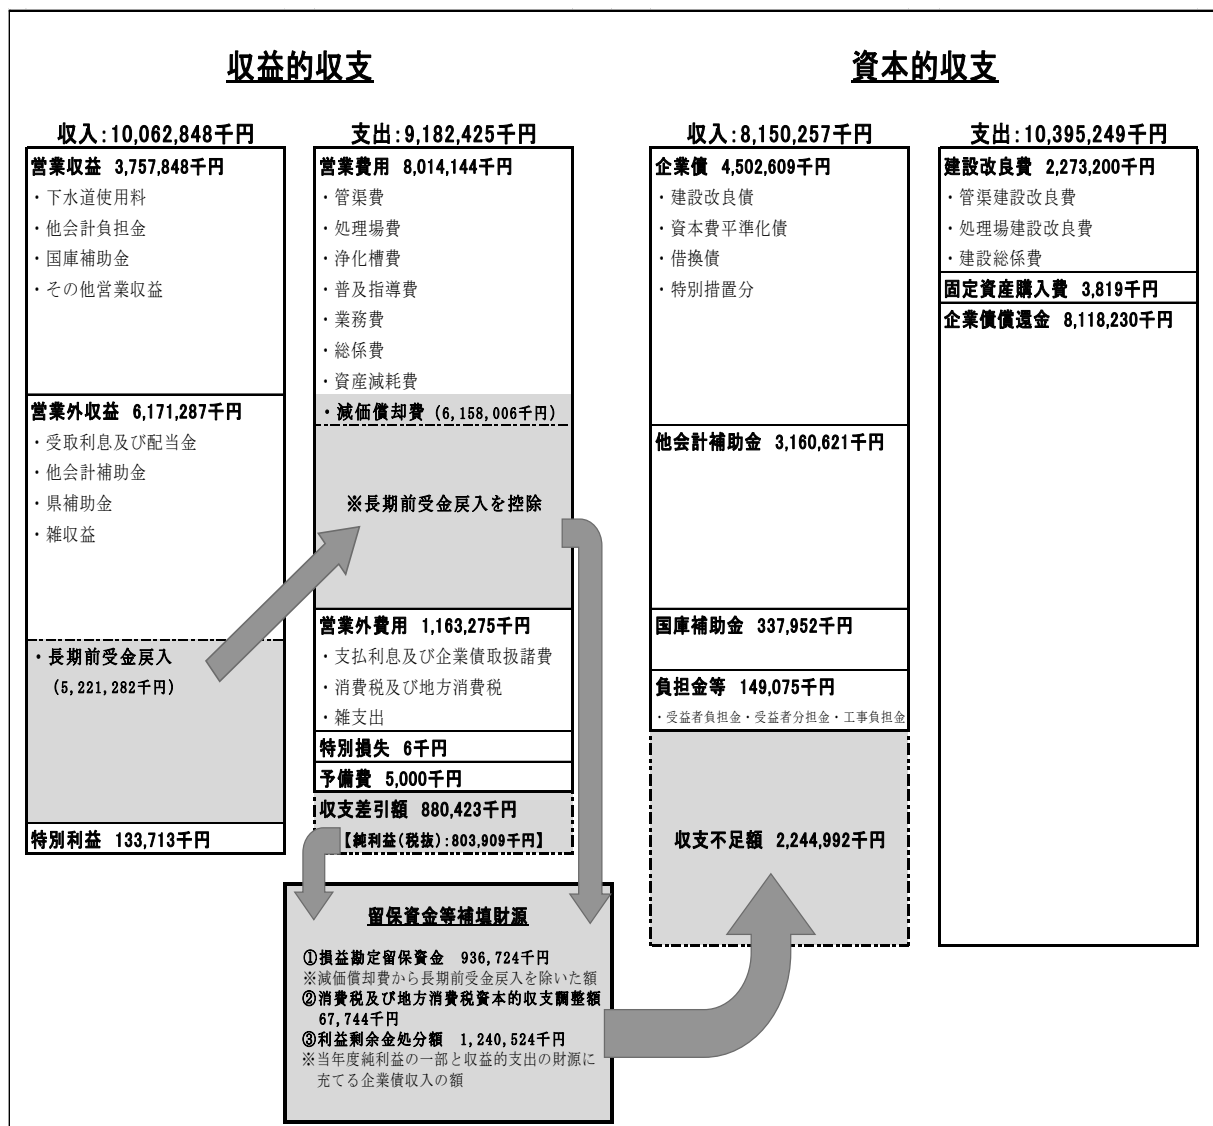 収益的収支
収入:10,062,848千円
営業収益 3,757,848千円
・下水道使用料
・他会計負担金
・国庫補助金
・その他営業収益
営業外収益 6,171,287千円
・受取利息及び配当金
・他会計補助金
・県補助金
・雑収益
・長期前受金戻入
(5,221,282千円)
特別利益 133,713千円
支出:9,182,425千円
営業費用 8,014,144千円
・管渠費
・処理場費
・浄化槽費
・普及指導費
・業務費
・総係費
・資産減耗費
・減価償却費(6,158,006千円)
※長期前受金戻入を控除
営業外費用 1,163,275千円
・支払利息及び企業債取扱諸費
・消費税及び地方消費税
・雑支出
特別損失 6千円
予備費 5,000千円
収支差引額 880,423千円
【純利益(税抜):803,909千円】
留保資金等補填財源
①損益勘定留保資金 936,724千円
※減価償却費から長期前受金戻入を除いた額
②消費税及び地方消費税資本的収支調整額
67,744千円
③利益剰余金処分額 1,240,524千円
※当年度純利益の一部と収益的支出の財源に
充てる企業債収入の額
資本的収支
収入:8,150,257千円
企業債 4,502,609千円
・建設改良債
・資本費平準化債
・借換債
・特別措置分
他会計補助金 3,160,621千円
国庫補助金 337,952千円
負担金等 149,075千円
・受益者負担金・受益者分担金・工事負担金
収支不足額 2,244,992千円
支出:10,395,249千円
建設改良費 2,273,200千円
・管渠建設改良費
・処理場建設改良費
・建設総係費
固定資産購入費 3,819千円
企業債償還金 8,118,230千円